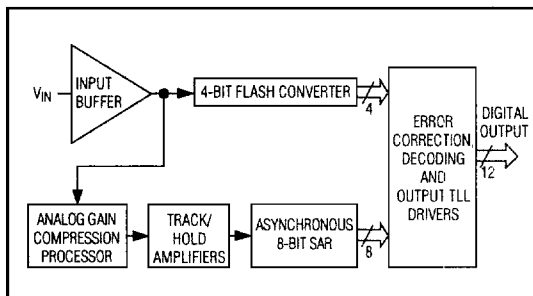 V_IN
INPUT
BUFFER
4-BIT FLASH CONVERTER
4
ERROR
CORRECTION,
DECODING
AND
OUTPUT TLL
DRIVERS
DIGITAL
OUTPUT
12
ANALOG GAIN
COMPRESSION
PROCESSOR
TRACK/
HOLD
AMPLIFIERS
ASYNCHRONOUS
8-BIT SAR
8